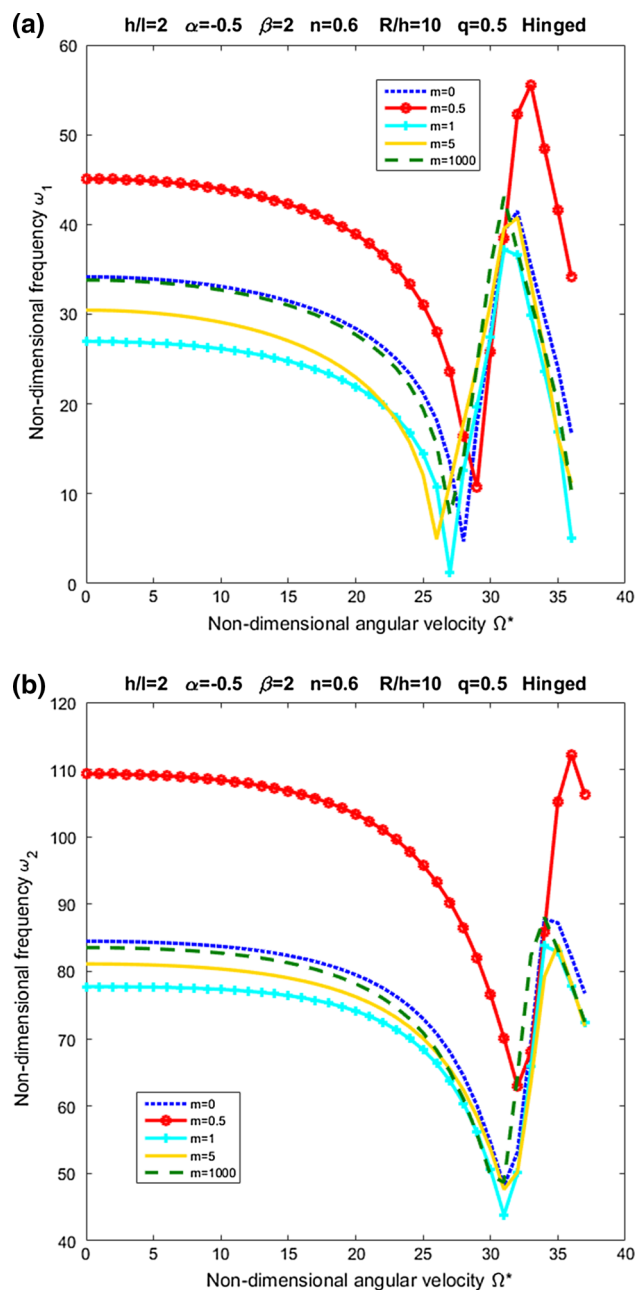 (a)
h/l=2 α=-0.5 β=2 n=0.6 R/h=10 q=0.5 Hinged
60
50
40
30
20
10
0
Non-dimensional frequency ω₁
m=0
m=0.5
m=1
m=5
m=1000
0 5 10 15 20 25 30 35 40
Non-dimensional angular velocity Ω*
(b)
h/l=2 α=-0.5 β=2 n=0.6 R/h=10 q=0.5 Hinged
120
110
100
90
80
70
60
50
40
Non-dimensional frequency ω₂
m=0
m=0.5
m=1
m=5
m=1000
0 5 10 15 20 25 30 35 40
Non-dimensional angular velocity Ω*